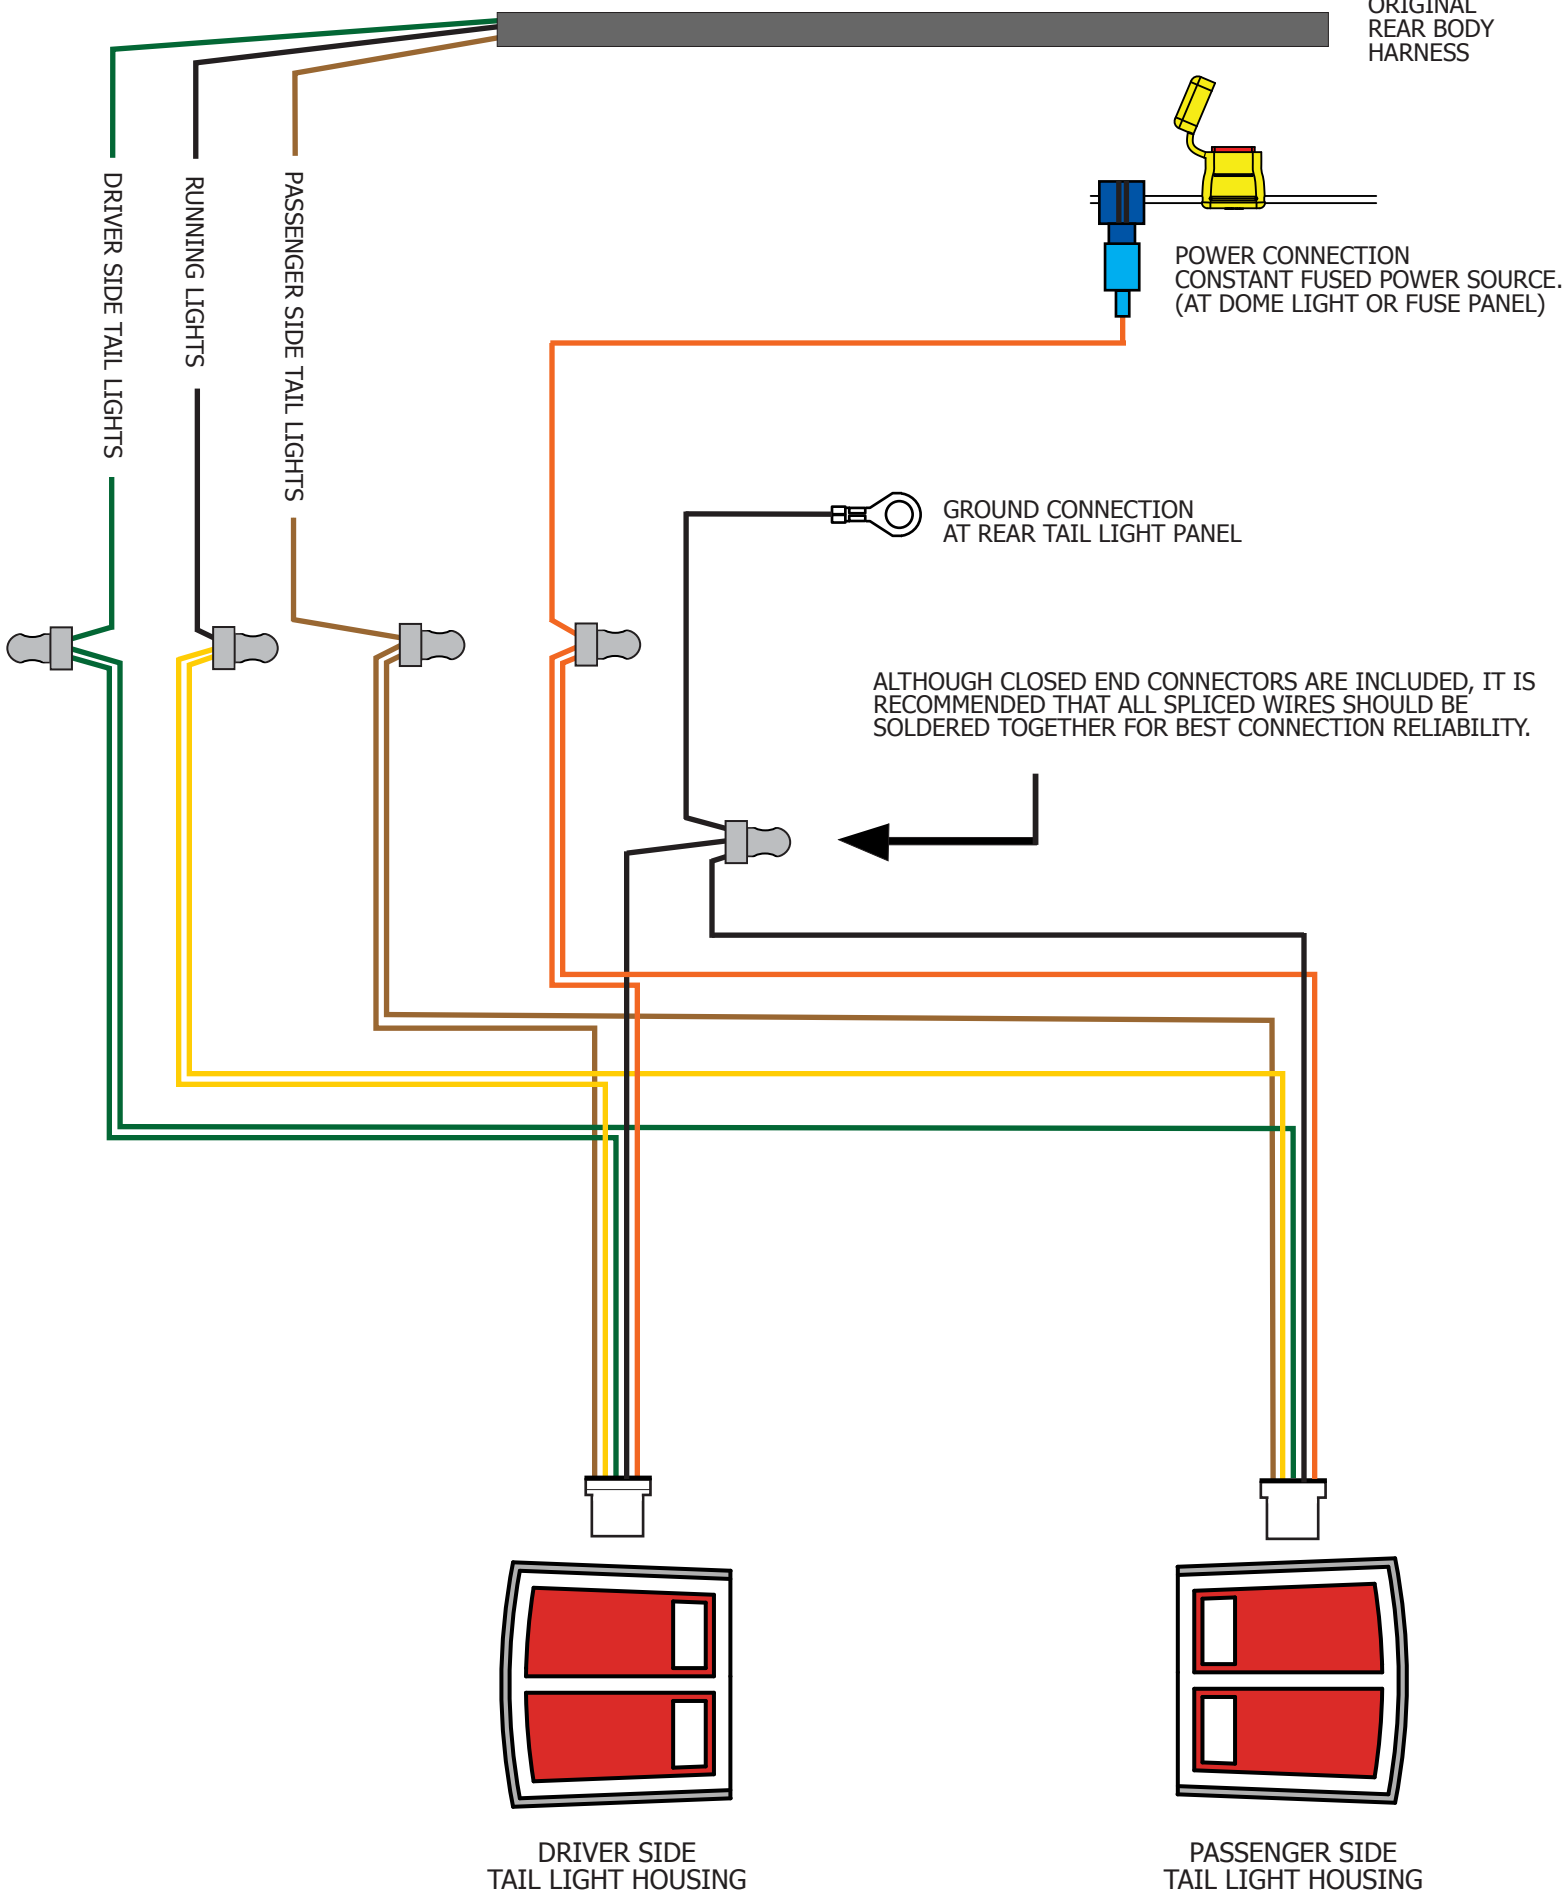 ORIGINAL
REAR BODY
HARNESS
DRIVER SIDE TAIL LIGHTS
RUNNING LIGHTS
PASSENGER SIDE TAIL LIGHTS
POWER CONNECTION
CONSTANT FUSED POWER SOURCE.
(AT DOME LIGHT OR FUSE PANEL)
GROUND CONNECTION
AT REAR TAIL LIGHT PANEL
ALTHOUGH CLOSED END CONNECTORS ARE INCLUDED, IT IS
RECOMMENDED THAT ALL SPLICED WIRES SHOULD BE
SOLDERED TOGETHER FOR BEST CONNECTION RELIABILITY.
DRIVER SIDE
TAIL LIGHT HOUSING
PASSENGER SIDE
TAIL LIGHT HOUSING